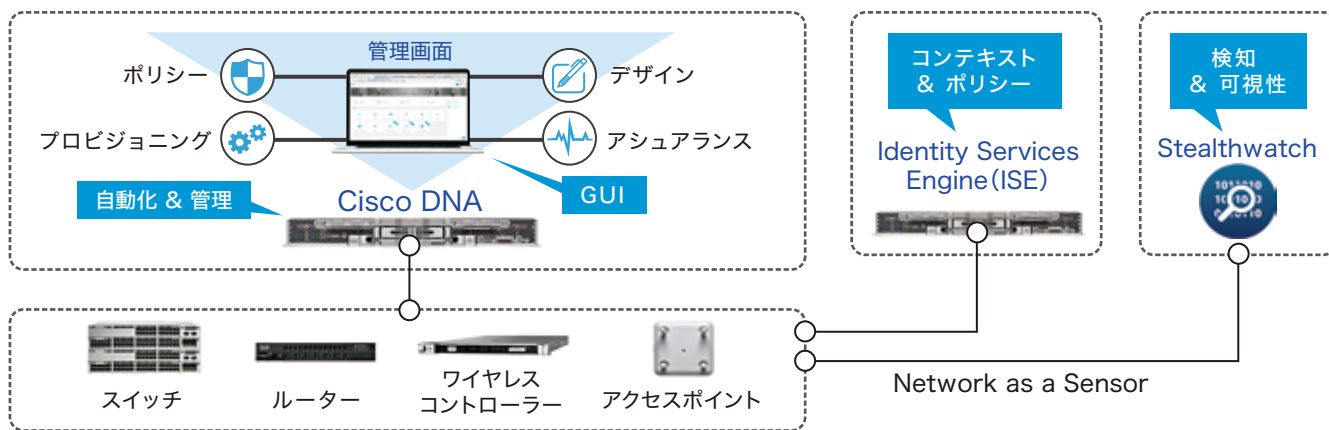 管理画面
ポリシー
デザイン
プロビジョニング
アシュアランス
自動化 & 管理
Cisco DNA
GUI
コンテキスト
& ポリシー
Identity Services
Engine(ISE)
検知
& 可視性
Stealthwatch
スイッチ
ルーター
ワイヤレス
コントローラー
アクセスポイント
Network as a Sensor